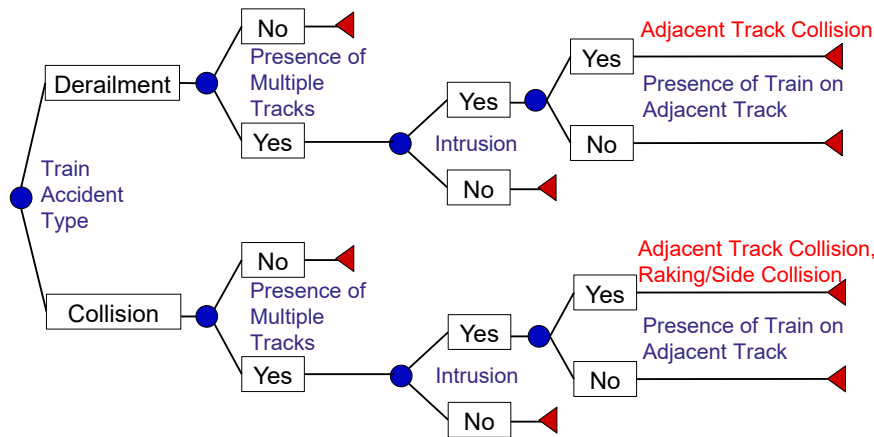 No
Adjacent Track Collision
Presence of
Multiple
Tracks
Yes
Derailment
Yes
Presence of Train on
Adjacent Track
Yes
Intrusion
No
Train
Accident
Type
No
Adjacent Track Collision,
Raking/Side Collision
No
Presence of
Multiple
Tracks
Yes
Collision
Yes
Presence of Train on
Adjacent Track
Yes
Intrusion
No
No